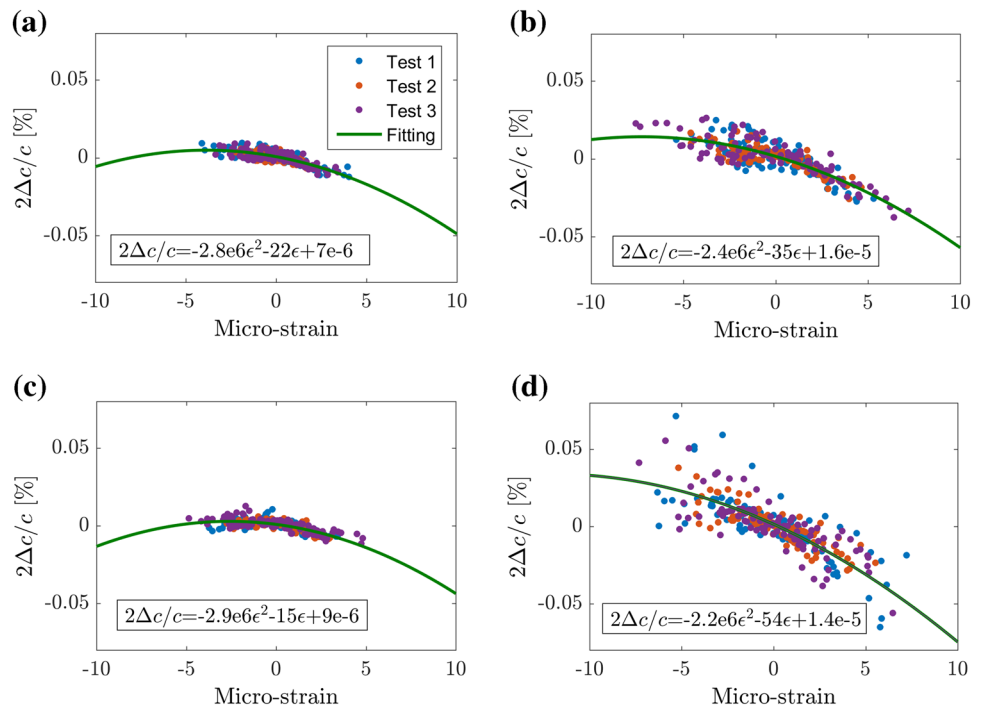 (a)
0.05
0
-0.05
2Δc/c [%]
Test 1
Test 2
Test 3
Fitting
2Δc/c=-2.8e6ϵ²-22ϵ+7e-6
-10
-5
0
5
10
Micro-strain
(b)
0.05
0
-0.05
2Δc/c [%]
2Δc/c=-2.4e6ϵ²-35ϵ+1.6e-5
-10
-5
0
5
10
Micro-strain
(c)
0.05
0
-0.05
2Δc/c [%]
2Δc/c=-2.9e6ϵ²-15ϵ+9e-6
-10
-5
0
5
10
Micro-strain
(d)
0.05
0
-0.05
2Δc/c [%]
2Δc/c=-2.2e6ϵ²-54ϵ+1.4e-5
-10
-5
0
5
10
Micro-strain